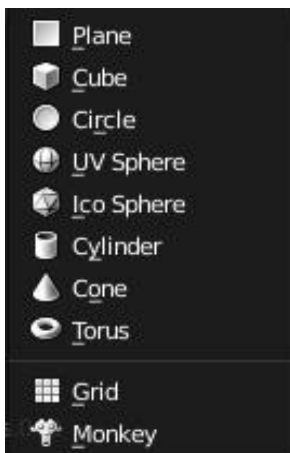 Plane
Cube
Circle
UV Sphere
Ico Sphere
Cylinder
Cone
Torus
Grid
Monkey